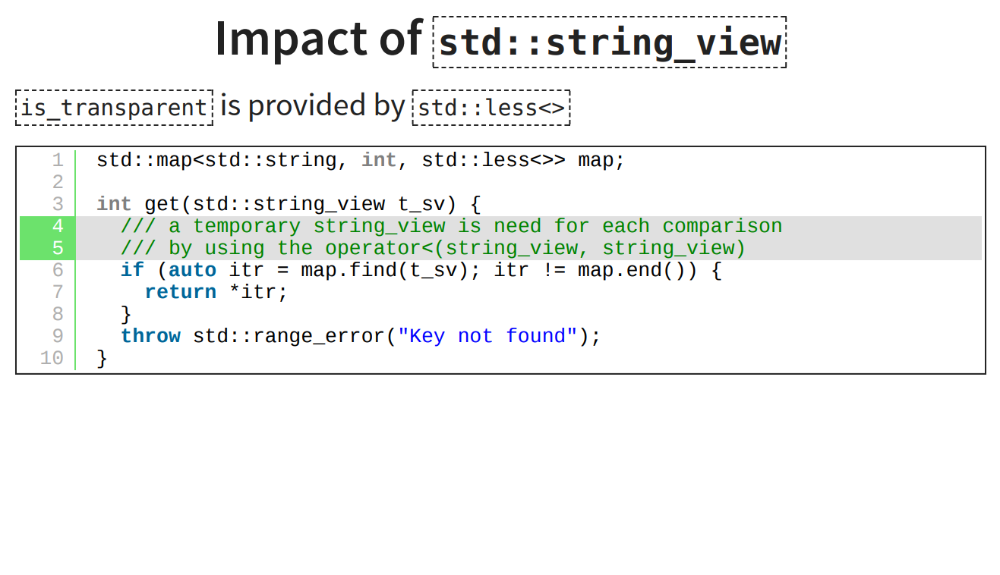 Impact of std::string_view
is_transparent is provided by std::less<>
1 std::map<std::string, int, std::less<>> map;
2
3 int get(std::string_view t_sv) {
4 /// a temporary string_view is need for each comparison
5 /// by using the operator<(string_view, string_view)
6 if (auto itr = map.find(t_sv); itr != map.end()) {
7 return *itr;
8 }
9 throw std::range_error("Key not found");
10 }